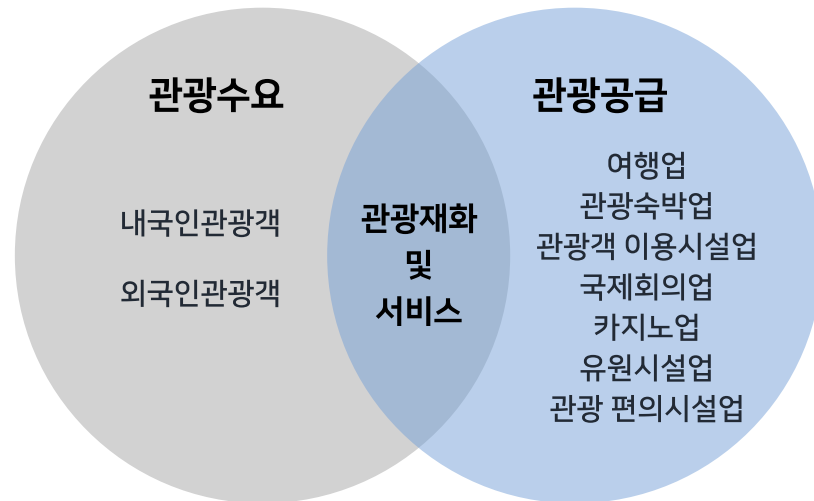 관광수요
내국인관광객
외국인관광객
관광재화
및
서비스
관광공급
여행업
관광숙박업
관광객 이용시설업
국제회의업
카지노업
유원시설업
관광 편의시설업